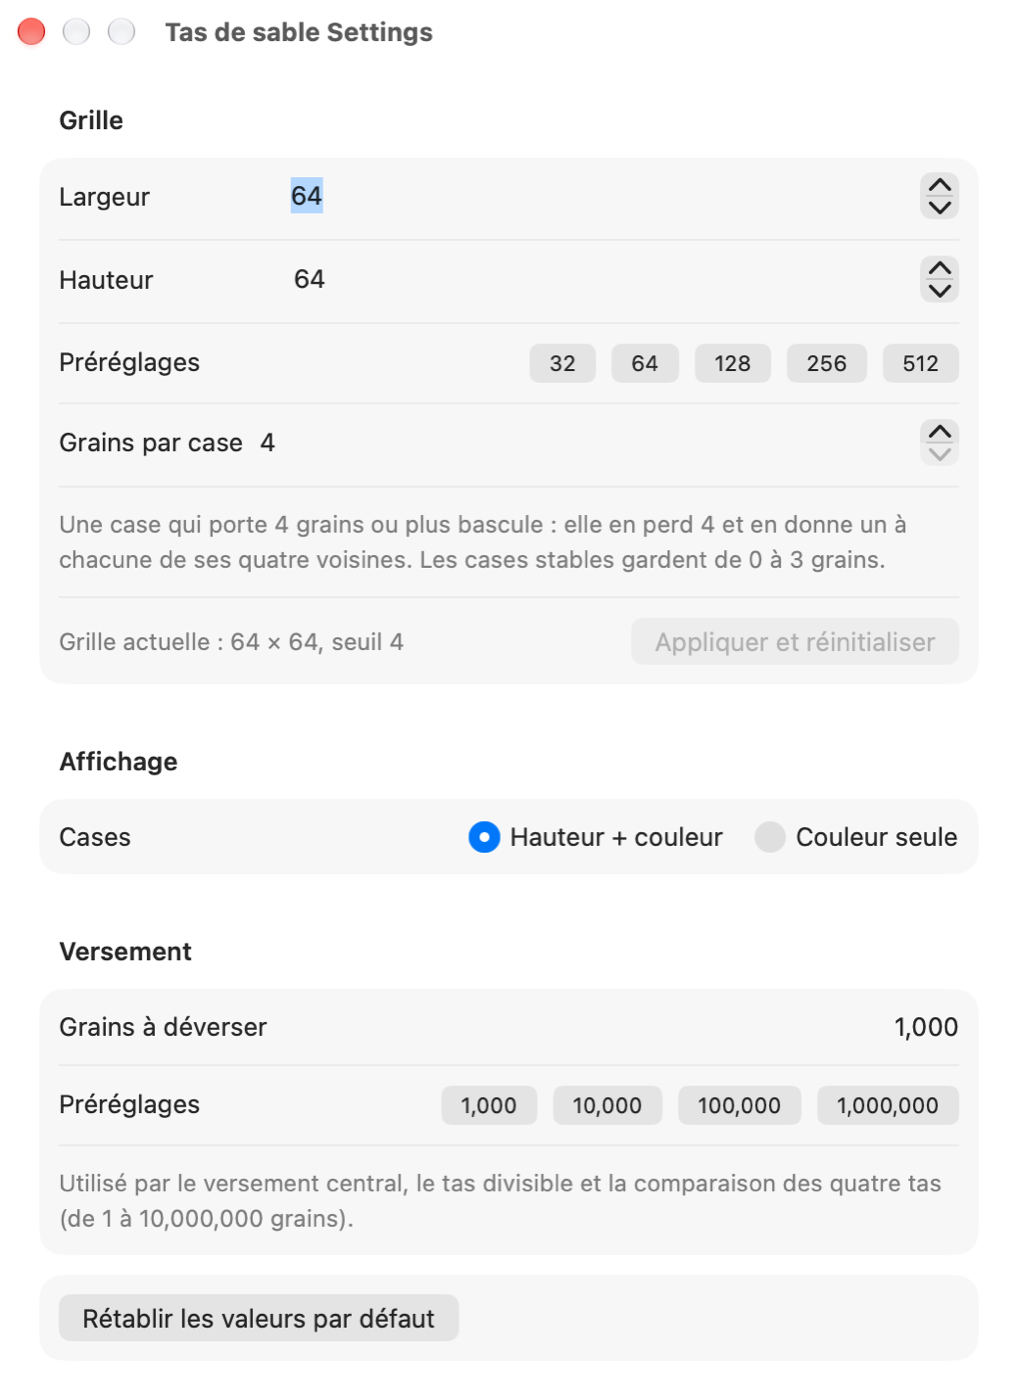 Tas de sable Settings
Grille
Largeur 64
Hauteur 64
Préréglages 32 64 128 256 512
Grains par case 4
Une case qui porte 4 grains ou plus bascule : elle en perd 4 et en donne un à
chacune de ses quatre voisines. Les cases stables gardent de 0 à 3 grains.
Grille actuelle : 64 × 64, seuil 4 Appliquer et réinitialiser
Affichage
Cases Hauteur + couleur Couleur seule
Versement
Grains à déverser 1,000
Préréglages 1,000 10,000 100,000 1,000,000
Utilisé par le versement central, le tas divisible et la comparaison des quatre tas
(de 1 à 10,000,000 grains).
Rétablir les valeurs par défaut